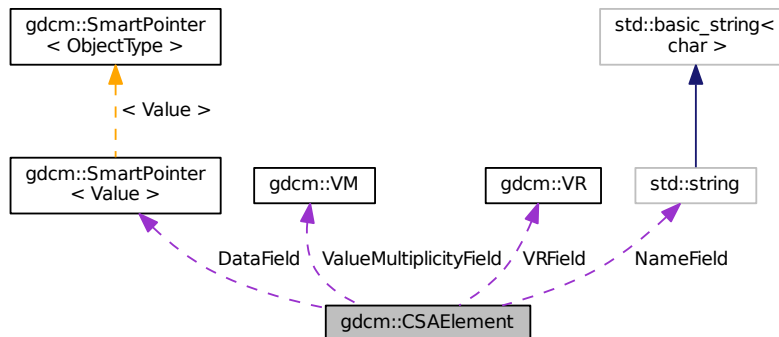 gdcm::SmartPointer
< ObjectType >
std::basic_string<
char >
< Value >
gdcm::SmartPointer
< Value >
gdcm::VM
gdcm::VR
std::string
DataField
ValueMultiplicityField
VRField
NameField
gdcm::CSAElement